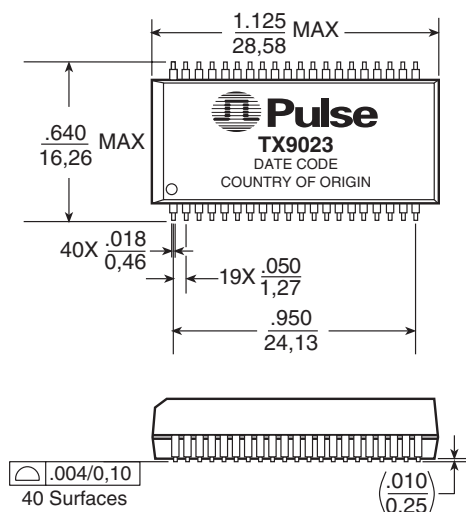 1.125
28,58 MAX
.640
16,26 MAX
Pulse
TX9023
DATE CODE
COUNTRY OF ORIGIN
40X .018
0,46
19X .050
1,27
.950
24,13
.004/0,10
40 Surfaces
(.010
0.25)